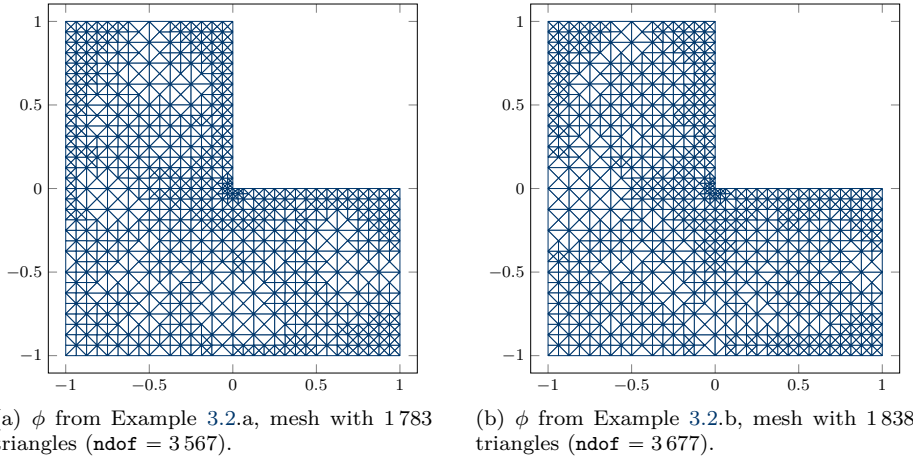 1
0.5
0
−0.5
−1
−1 −0.5 0 0.5 1
1
0.5
0
−0.5
−1
−1 −0.5 0 0.5 1
a) ϕ from Example 3.2.a, mesh with 1 783
riangles (ndof = 3 567).
(b) ϕ from Example 3.2.b, mesh with 1 838
triangles (ndof = 3 677).